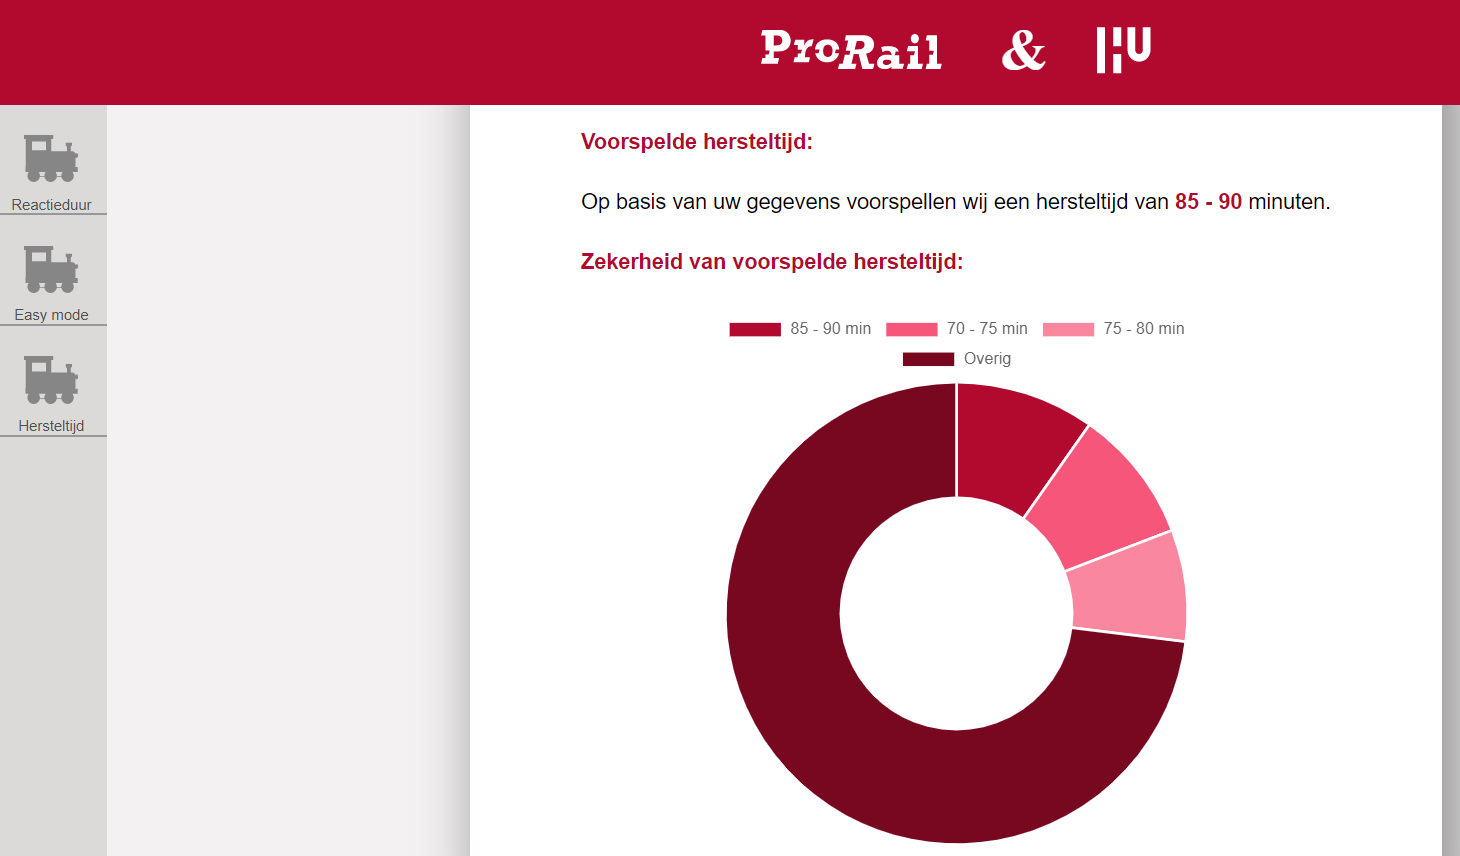 ProRail & HU
Reactieduur
Easy mode
Hersteltijd
Voorspelde hersteltijd:
Op basis van uw gegevens voorspellen wij een hersteltijd van 85 - 90 minuten.
Zekerheid van voorspelde hersteltijd:
85 - 90 min 70 - 75 min 75 - 80 min
Overig